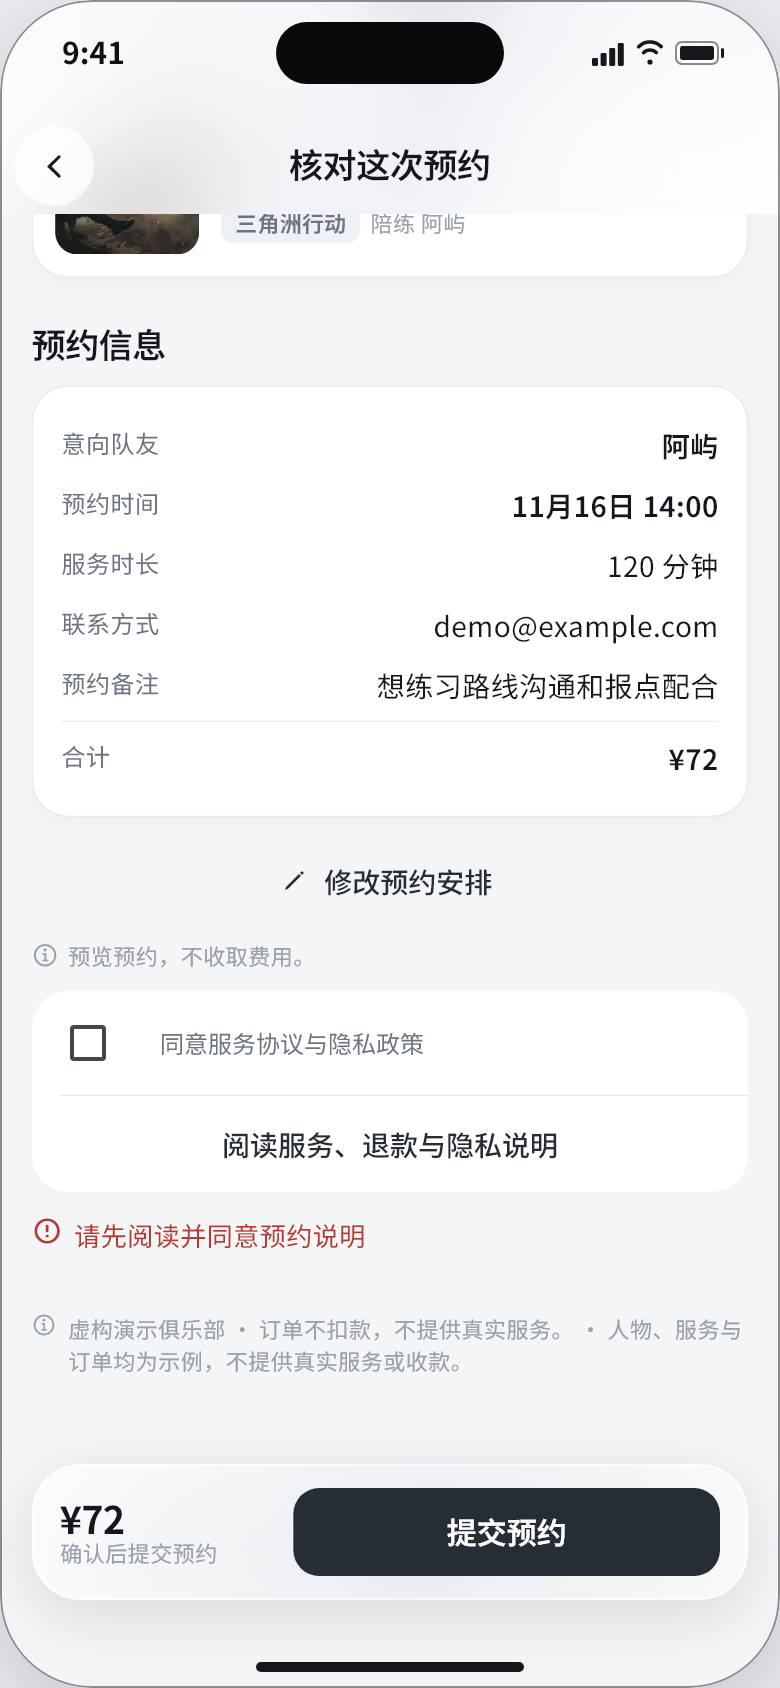 9:41
核对这次预约
三角洲行动 陪练 阿屿
预约信息
意向队友 阿屿
预约时间 11月16日 14:00
服务时长 120 分钟
联系方式 demo@example.com
预约备注 想练习路线沟通和报点配合
合计 ¥72
修改预约安排
预览预约，不收取费用。
同意服务协议与隐私政策
阅读服务、退款与隐私说明
请先阅读并同意预约说明
虚构演示俱乐部 • 订单不扣款，不提供真实服务。 • 人物、服务与
订单均为示例，不提供真实服务或收款。
¥72
确认后提交预约
提交预约